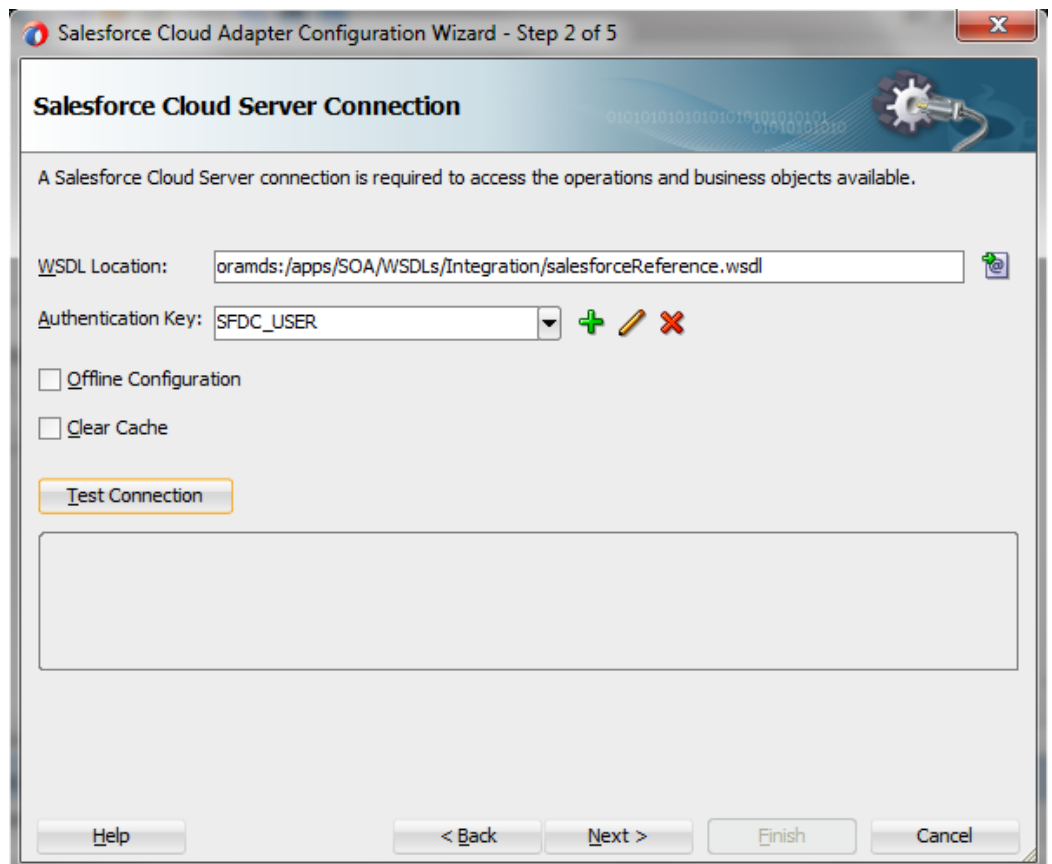 Salesforce Cloud Adapter Configuration Wizard - Step 2 of 5
Salesforce Cloud Server Connection
A Salesforce Cloud Server connection is required to access the operations and business objects available.
WSDL Location: oramds:/apps/SOA/WSDLs/Integration/salesforceReference.wsdl
Authentication Key: SFDC_USER
Offline Configuration
Clear Cache
Test Connection
Help < Back Next > Finish Cancel